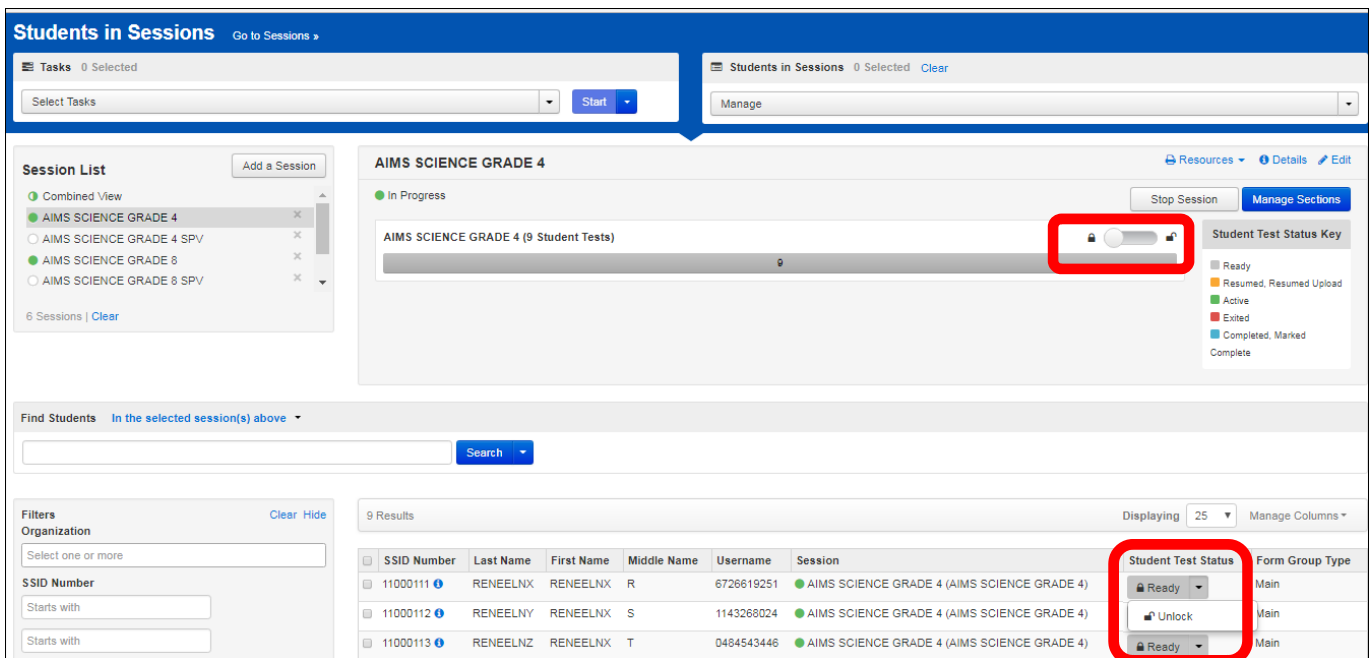 Students in Sessions Go to Sessions »
Tasks 0 Selected
Students in Sessions 0 Selected Clear
Select Tasks
Start
Manage
Session List
Add a Session
Combined View
AIMS SCIENCE GRADE 4
AIMS SCIENCE GRADE 4 SPV
AIMS SCIENCE GRADE 8
AIMS SCIENCE GRADE 8 SPV
6 Sessions | Clear
AIMS SCIENCE GRADE 4
Resources Details Edit
In Progress
Stop Session
Manage Sections
AIMS SCIENCE GRADE 4 (9 Student Tests)
9
Student Test Status Key
Ready
Resumed, Resumed Upload
Active
Exited
Completed, Marked
Complete
Find Students In the selected session(s) above
Search
Filters Clear Hide
Organization
Select one or more
SSID Number
Starts with
Starts with
9 Results
Displaying 25 Manage Columns
SSID Number Last Name First Name Middle Name Username Session Student Test Status Form Group Type
11000111 RENEELNX RENEELNX R 6726619251 AIMS SCIENCE GRADE 4 (AIMS SCIENCE GRADE 4) Ready Main
11000112 RENEELNY RENEELNX S 1143268024 AIMS SCIENCE GRADE 4 (AIMS SCIENCE GRADE 4) Unlock Main
11000113 RENEELNZ RENEELNX T 0484543446 AIMS SCIENCE GRADE 4 (AIMS SCIENCE GRADE 4) Ready Main